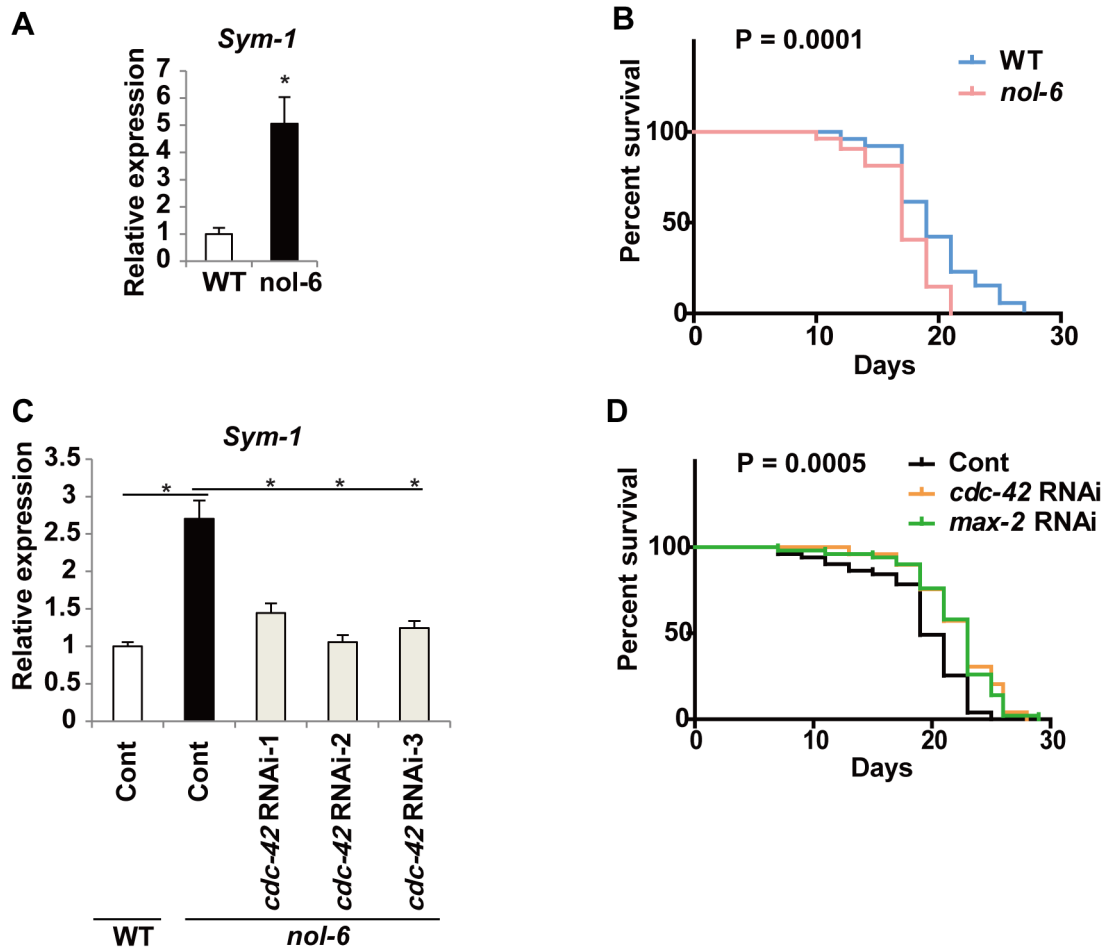 A
Sym-1
Relative expression
7
6
5
4
3
2
1
0
*
WT nol-6
B
P = 0.0001
WT
nol-6
Percent survival
100
50
0
0 10 20 30
Days
C
Sym-1
Relative expression
3.5
3
2.5
2
1.5
1
0.5
0
* * * *
Cont
Cont
cdc-42 RNAi-1
cdc-42 RNAi-2
cdc-42 RNAi-3
WT nol-6
D
P = 0.0005
Cont
cdc-42 RNAi
max-2 RNAi
Percent survival
100
50
0
0 10 20 30
Days